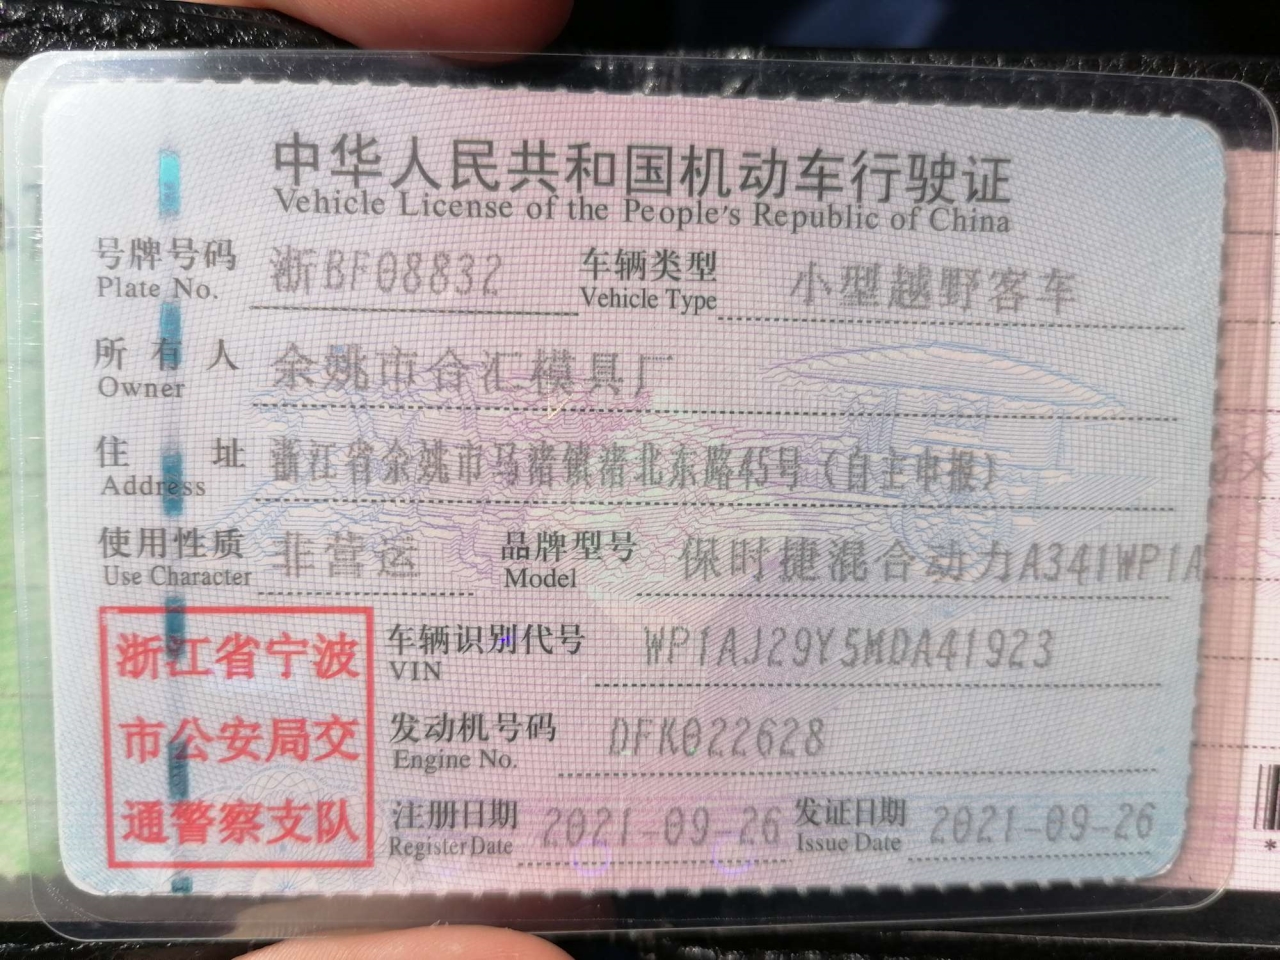 中华人民共和国机动车行驶证
Vehicle License of the People's Republic of China
号牌号码 浙BF08832 车辆类型 小型越野客车
Plate No. Vehicle Type
所有人 余姚市合汇模具厂
Owner
住址 浙江省余姚市马渚镇渚北东路45号（自主申报）
Address
使用性质 非营运 品牌型号 保时捷混合动力A341WP1A
Use Character Model
浙江省宁波
市公安局交
通警察支队
车辆识别代号 WP1AJ29Y5MDA41923
VIN
发动机号码 DFK022628
Engine No.
注册日期 2021-09-26 发证日期 2021-09-26
Register Date Issue Date
*